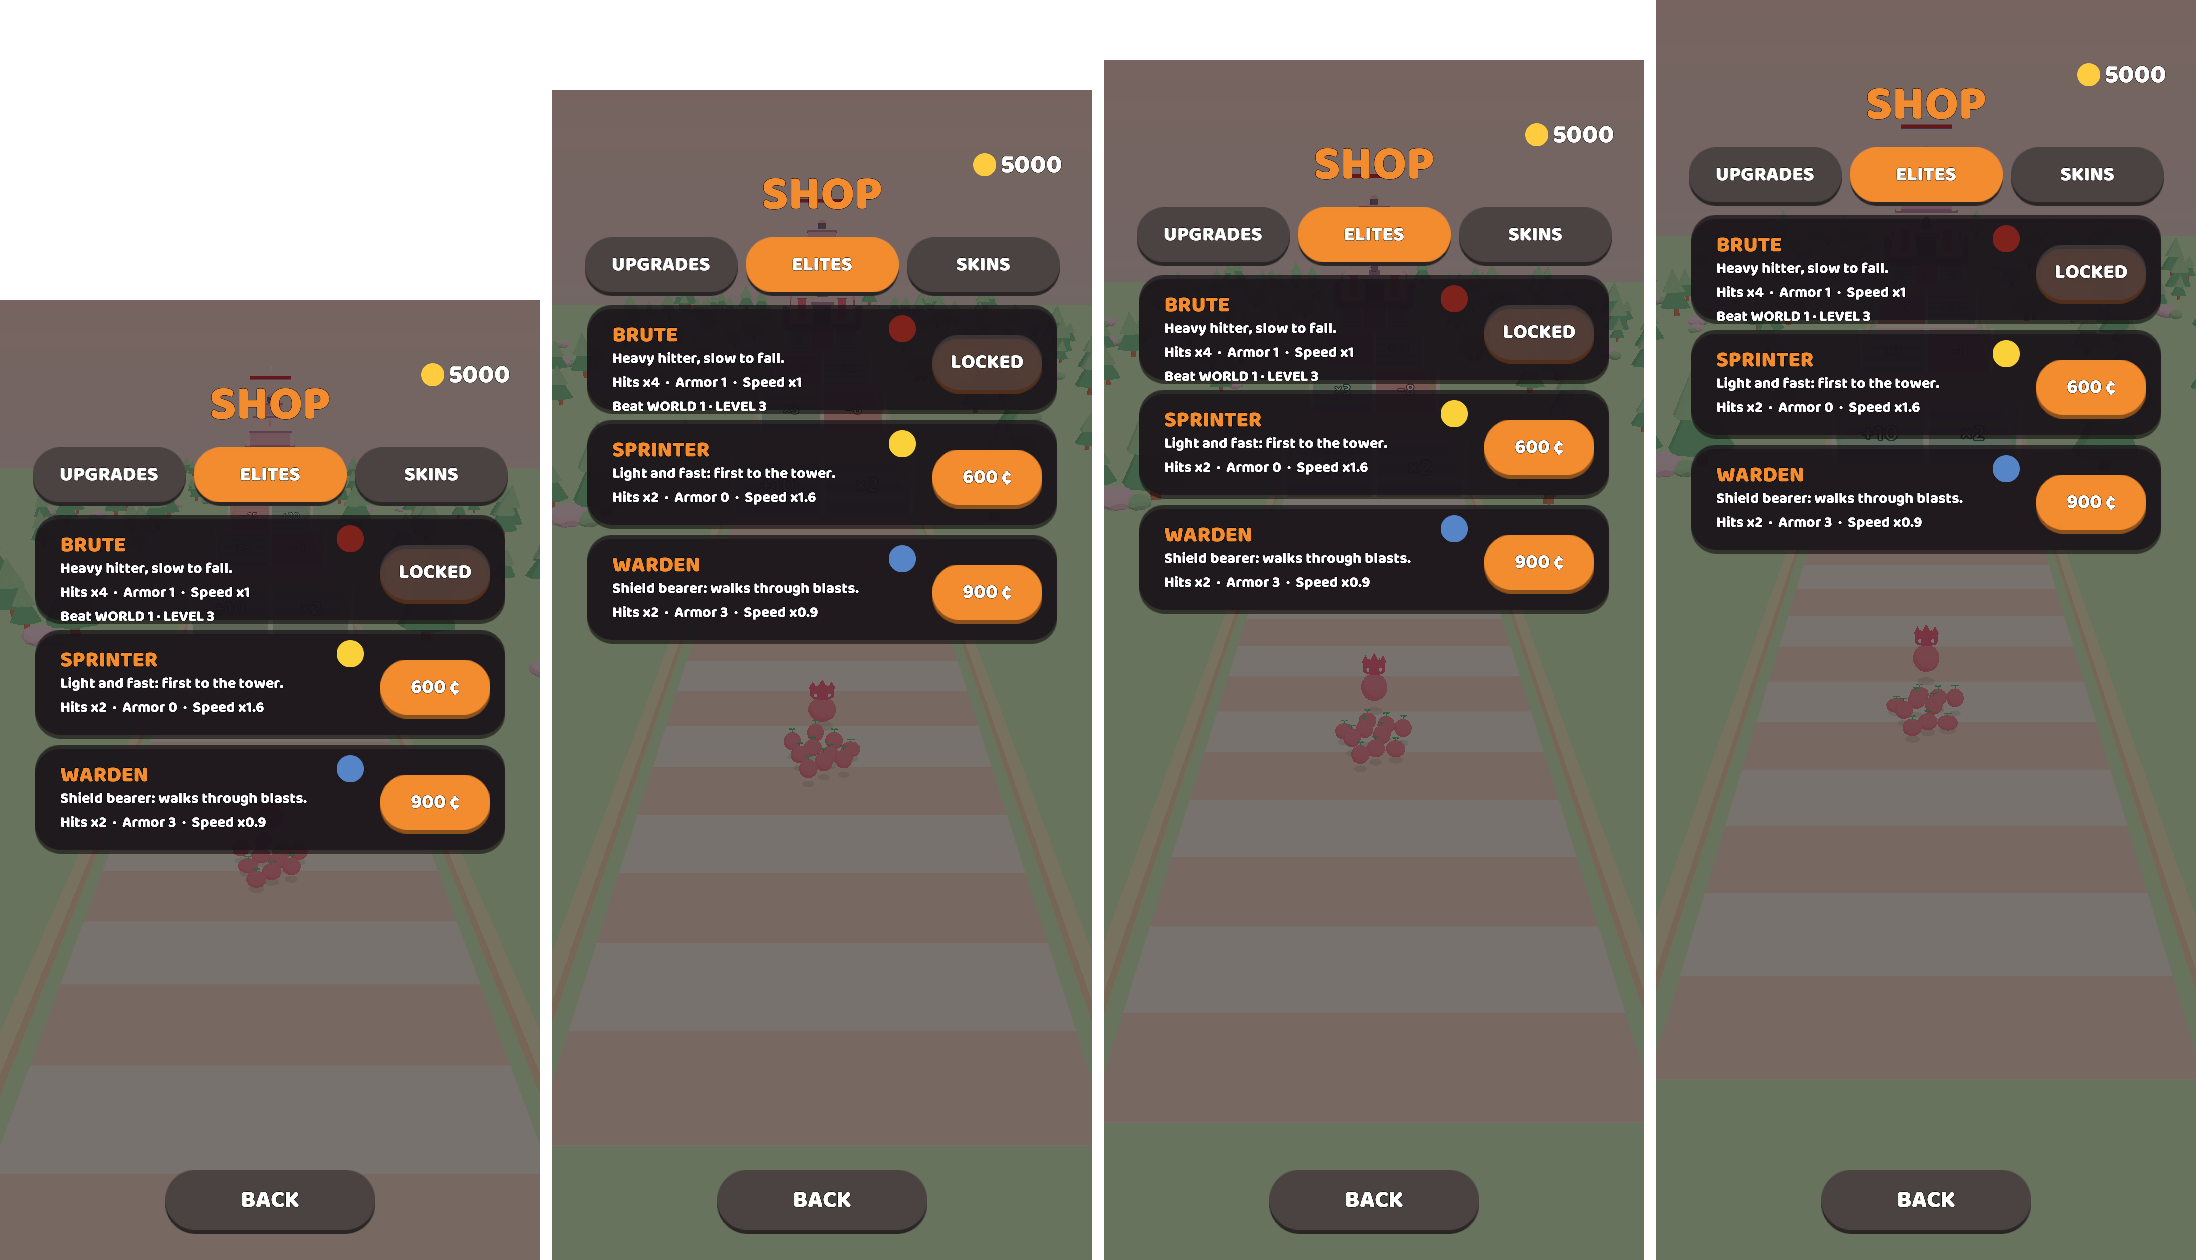 5000
SHOP
UPGRADES ELITES SKINS
BRUTE
Heavy hitter, slow to fall.
Hits x4 · Armor 1 · Speed x1
Beat WORLD 1 · LEVEL 3
LOCKED
SPRINTER
Light and fast: first to the tower.
Hits x2 · Armor 0 · Speed x1.6
600 ¢
WARDEN
Shield bearer: walks through blasts.
Hits x2 · Armor 3 · Speed x0.9
900 ¢
BACK
5000
SHOP
UPGRADES ELITES SKINS
BRUTE
Heavy hitter, slow to fall.
Hits x4 · Armor 1 · Speed x1
Beat WORLD 1 · LEVEL 3
LOCKED
SPRINTER
Light and fast: first to the tower.
Hits x2 · Armor 0 · Speed x1.6
600 ¢
WARDEN
Shield bearer: walks through blasts.
Hits x2 · Armor 3 · Speed x0.9
900 ¢
BACK
5000
SHOP
UPGRADES ELITES SKINS
BRUTE
Heavy hitter, slow to fall.
Hits x4 · Armor 1 · Speed x1
Beat WORLD 1 · LEVEL 3
LOCKED
SPRINTER
Light and fast: first to the tower.
Hits x2 · Armor 0 · Speed x1.6
600 ¢
WARDEN
Shield bearer: walks through blasts.
Hits x2 · Armor 3 · Speed x0.9
900 ¢
BACK
5000
SHOP
UPGRADES ELITES SKINS
BRUTE
Heavy hitter, slow to fall.
Hits x4 · Armor 1 · Speed x1
Beat WORLD 1 · LEVEL 3
LOCKED
SPRINTER
Light and fast: first to the tower.
Hits x2 · Armor 0 · Speed x1.6
600 ¢
WARDEN
Shield bearer: walks through blasts.
Hits x2 · Armor 3 · Speed x0.9
900 ¢
BACK